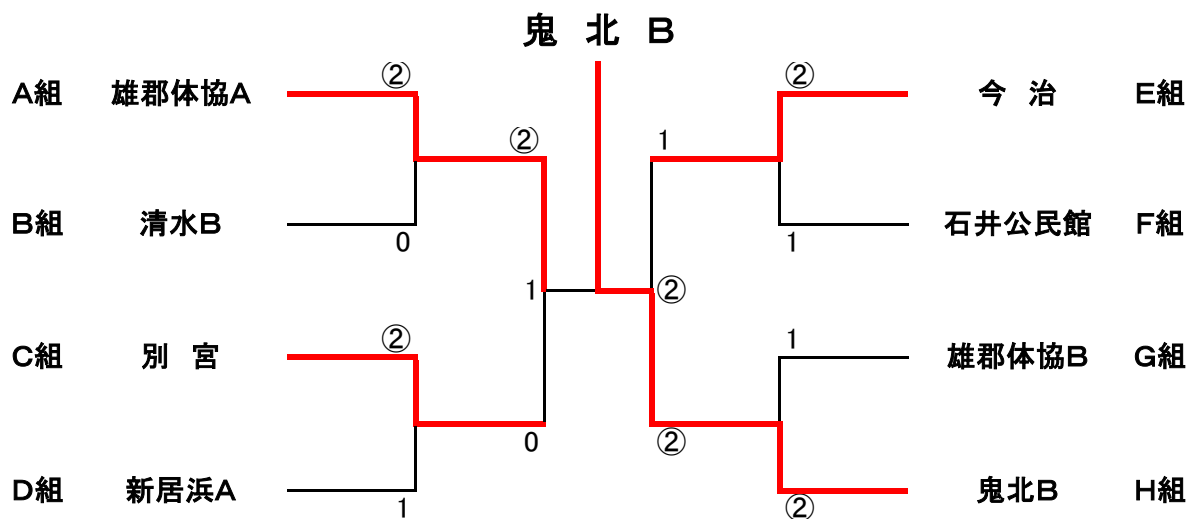 鬼 北 B
② ②
A組 雄郡体協A 今 治 E組
② 1
B組 清水B 石井公民館 F組
0 1
1 ②
② 1
C組 別 宮 雄郡体協B G組
0 ②
D組 新居浜A 鬼北B H組
1 ②